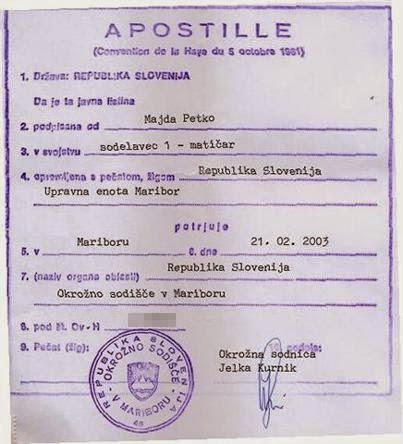 APOSTILLE
(Convention de la Haye du 5 octobre 1961)
1. Država: REPUBLIKA SLOVENIJA
Da je ta javna listina
2. podpisana od Majda Petko
3. v svojstvu sodelavec 1 - matičar
4. opremljena s pečatom, žigom Republika Slovenija
Upravna enota Maribor
potrjuje
5. v Mariboru 6. dne 21. 02. 2003
7. (naziv organa oblasti) Republika Slovenija
Okrožno sodišče v Mariboru
8. pod št. Ov-H
9. Pečat (žig): 10. podpis:
Okrožna sodnica
Jelka Kurnik
REPUBLIKA SLOVENIJA
OKROŽNO SODIŠČE
V MARIBORU